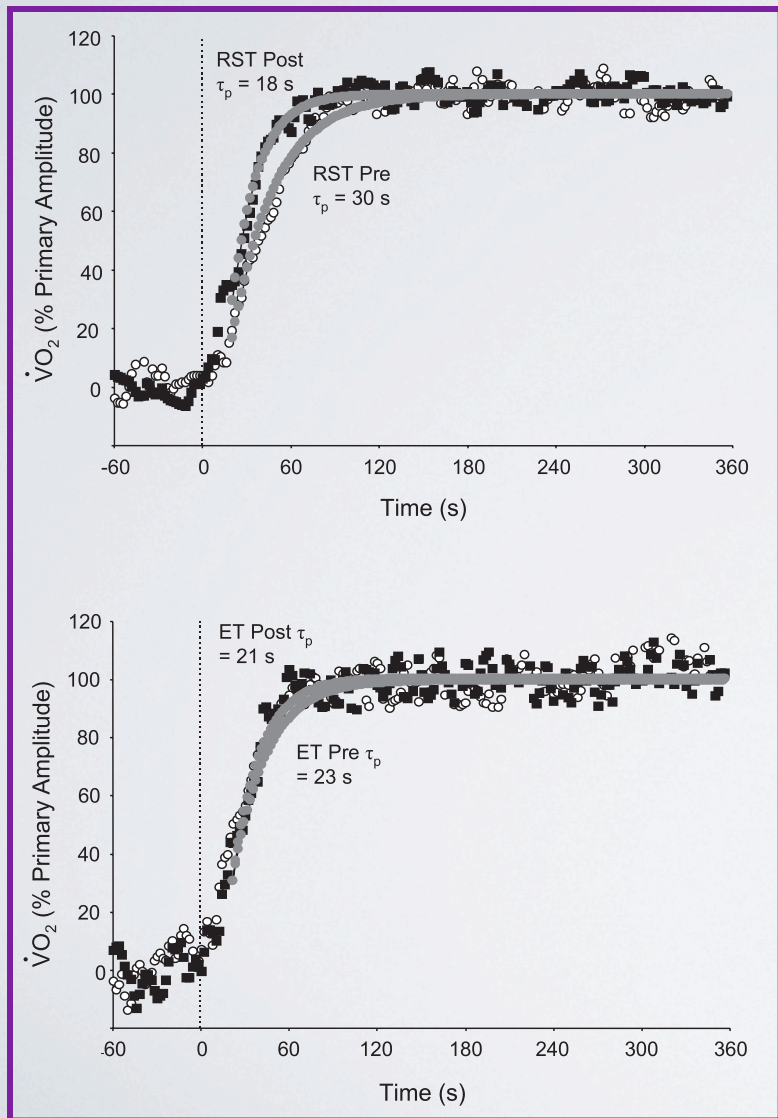 120
100
80
60
40
20
0
V̇O₂ (% Primary Amplitude)
RST Post
τₚ = 18 s
RST Pre
τₚ = 30 s
-60 0 60 120 180 240 300 360
Time (s)
120
100
80
60
40
20
0
V̇O₂ (% Primary Amplitude)
ET Post τₚ
= 21 s
ET Pre τₚ
= 23 s
-60 0 60 120 180 240 300 360
Time (s)